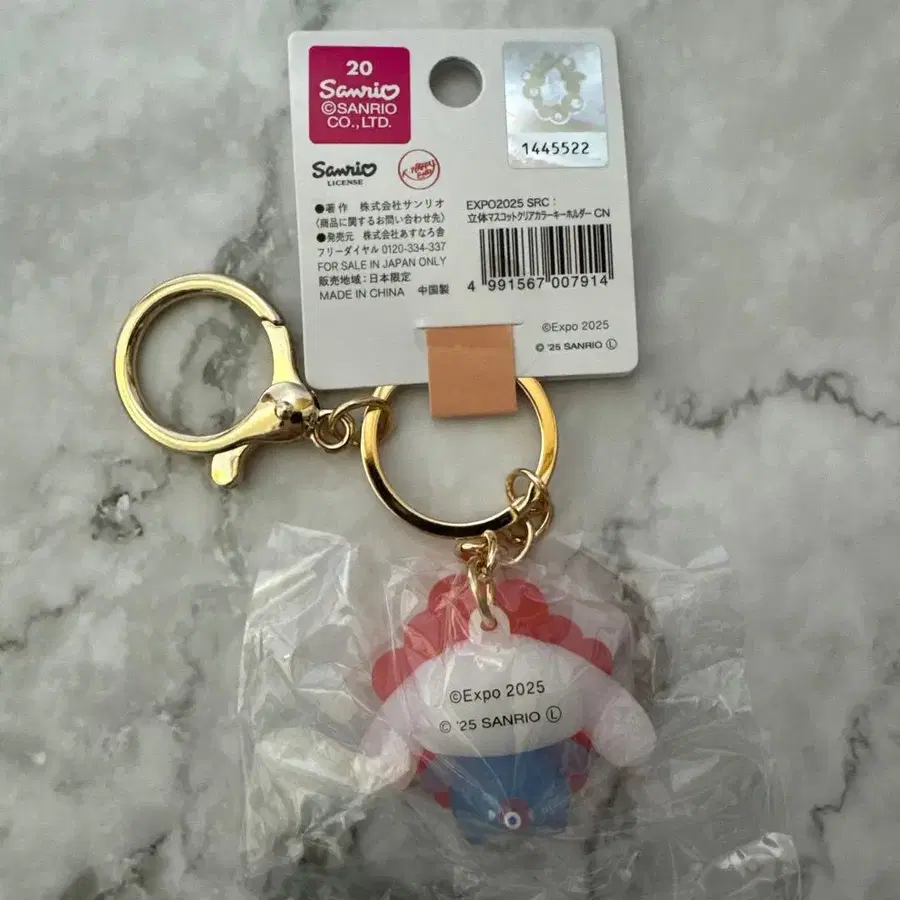 20
Sanrio
©SANRIO
CO.,LTD.
1445522
Sanrio
LICENSE
●著作 株式会社サンリオ
〈商品に関するお問い合わせ先〉
●発売元 株式会社あすなろ舎
フリーダイヤル 0120-334-337
FOR SALE IN JAPAN ONLY
販売地域：日本限定
MADE IN CHINA 中国製
EXPO2025 SRC：
立体マスコットクリアカラーキーホルダー CN
4 991567 007914
©Expo 2025
© '25 SANRIO Ⓛ
©Expo 2025
© '25 SANRIO Ⓛ